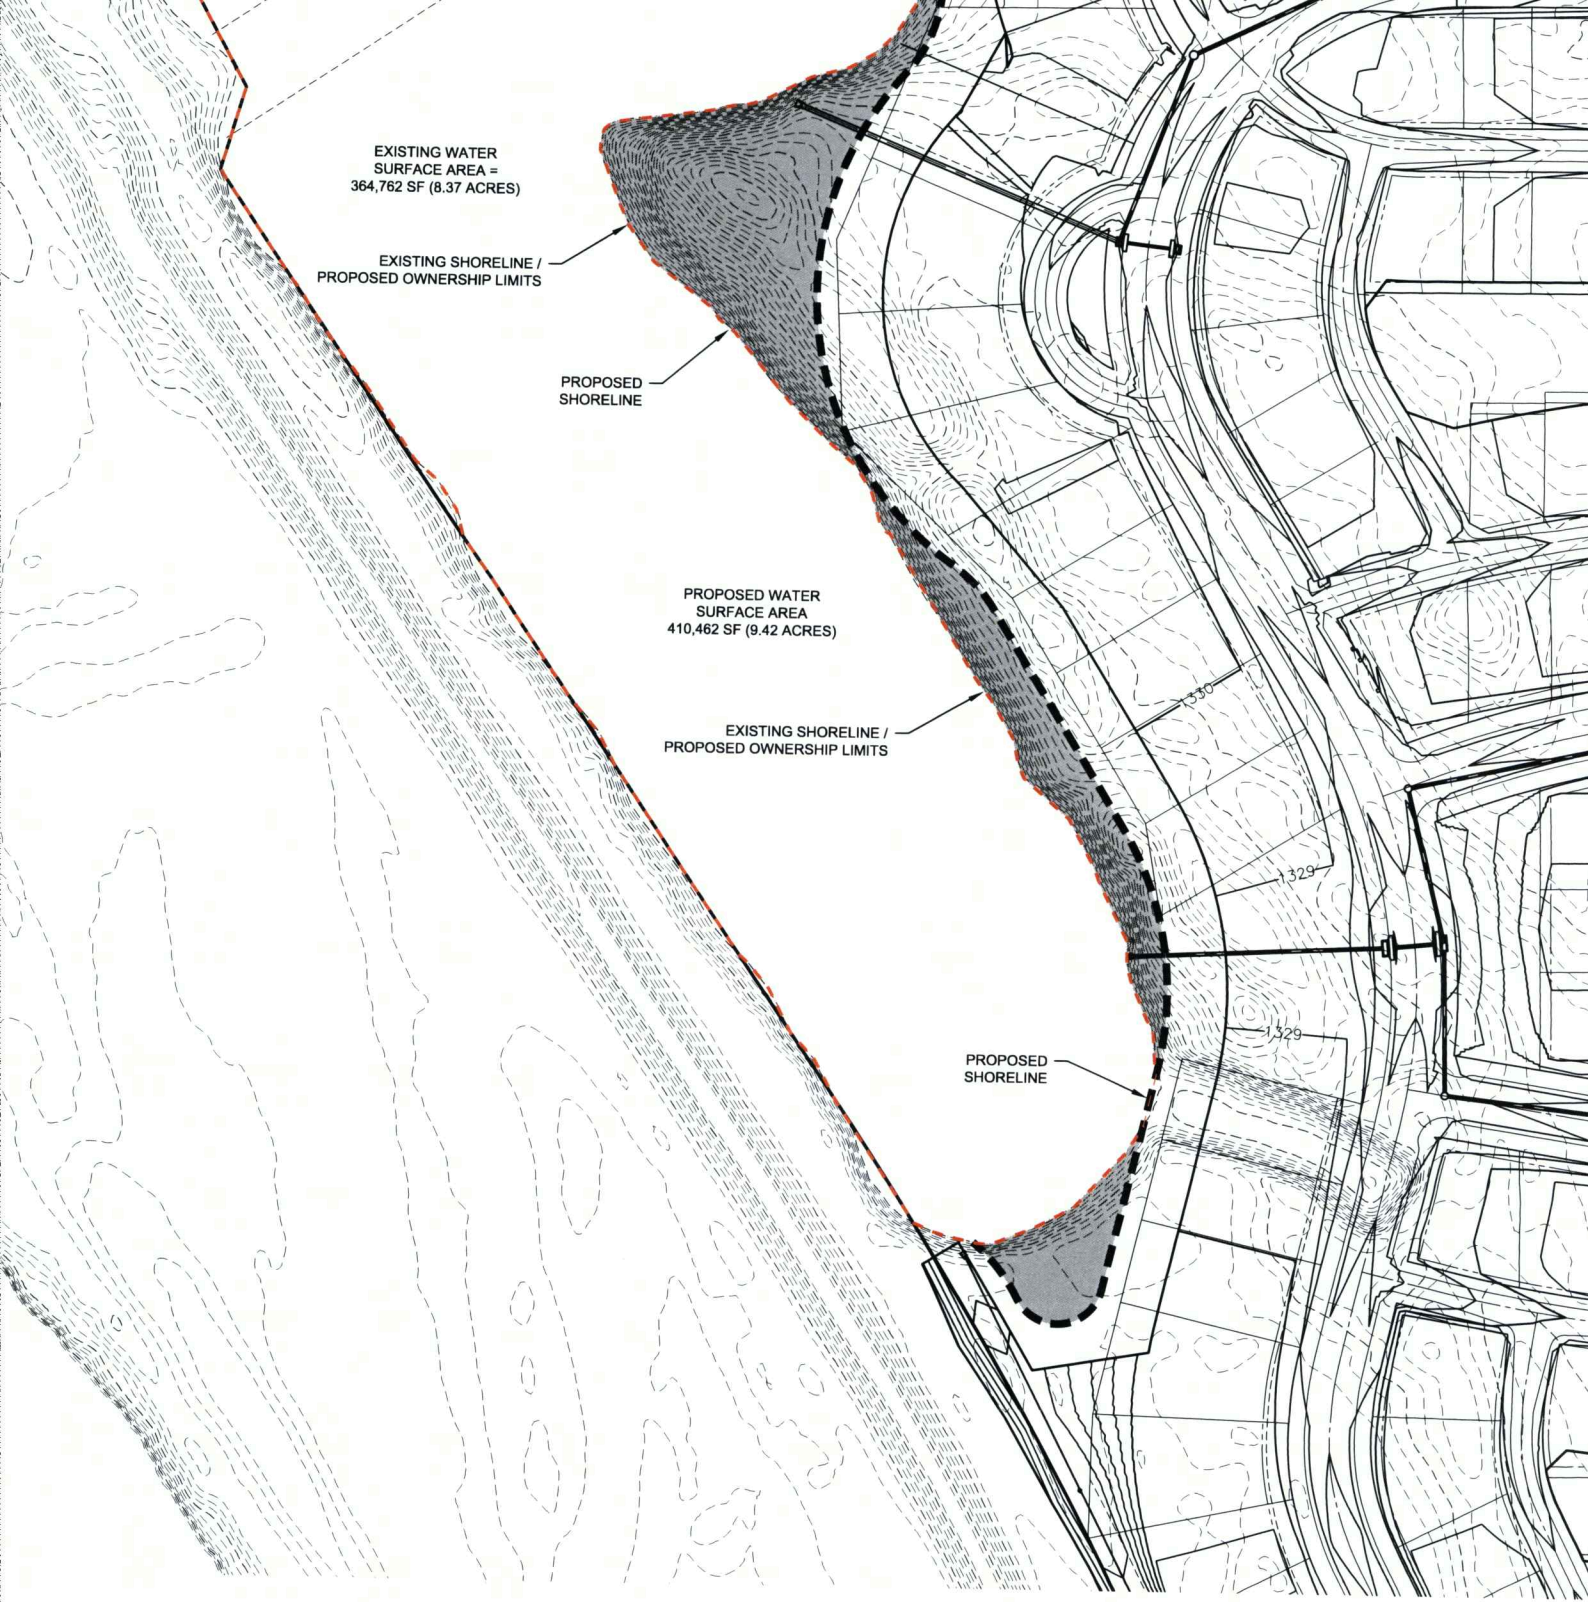 EXISTING WATER
SURFACE AREA =
364,762 SF (8.37 ACRES)
EXISTING SHORELINE /
PROPOSED OWNERSHIP LIMITS
PROPOSED
SHORELINE
PROPOSED WATER
SURFACE AREA
410,462 SF (9.42 ACRES)
1330
EXISTING SHORELINE /
PROPOSED OWNERSHIP LIMITS
1329
1329
PROPOSED
SHORELINE